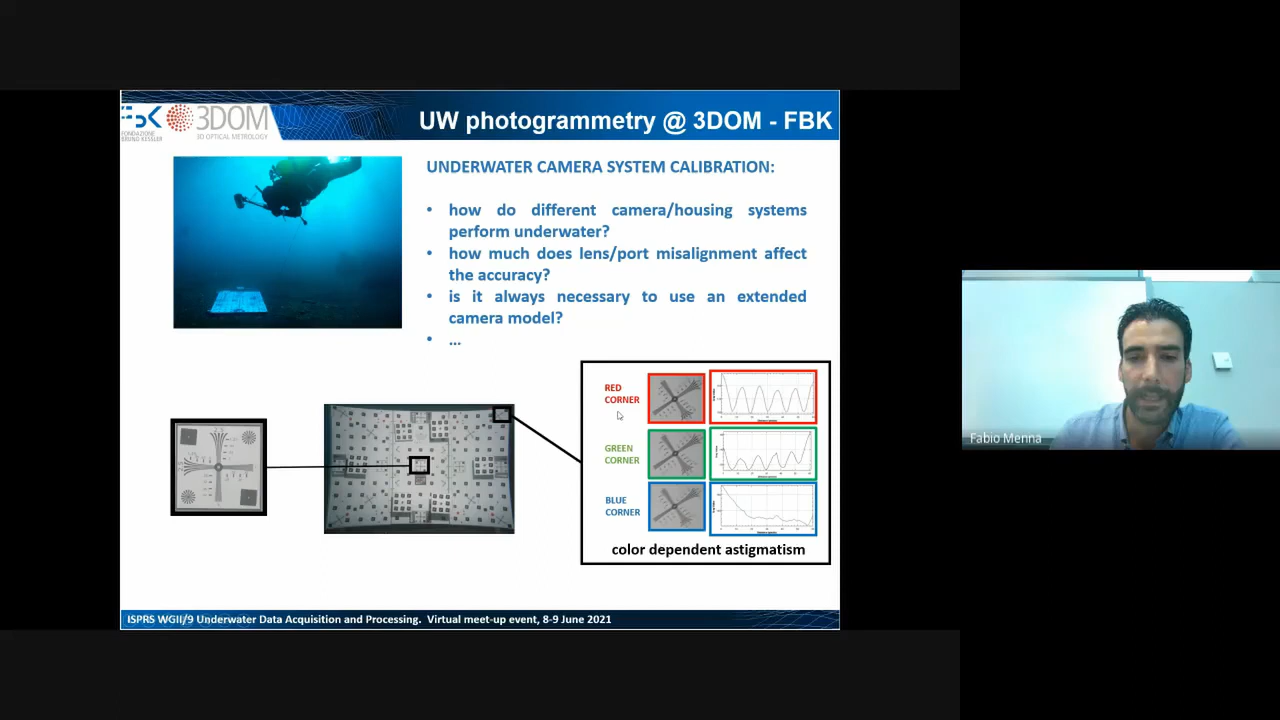 FBK
FONDAZIONE
BRUNO KESSLER
3DOM
3D OPTICAL METROLOGY
UW photogrammetry @ 3DOM - FBK
UNDERWATER CAMERA SYSTEM CALIBRATION:
• how do different camera/housing systems
perform underwater?
• how much does lens/port misalignment affect
the accuracy?
• is it always necessary to use an extended
camera model?
• ...
RED
CORNER
GREEN
CORNER
BLUE
CORNER
color dependent astigmatism
ISPRS WGII/9 Underwater Data Acquisition and Processing. Virtual meet-up event, 8-9 June 2021
Fabio Menna